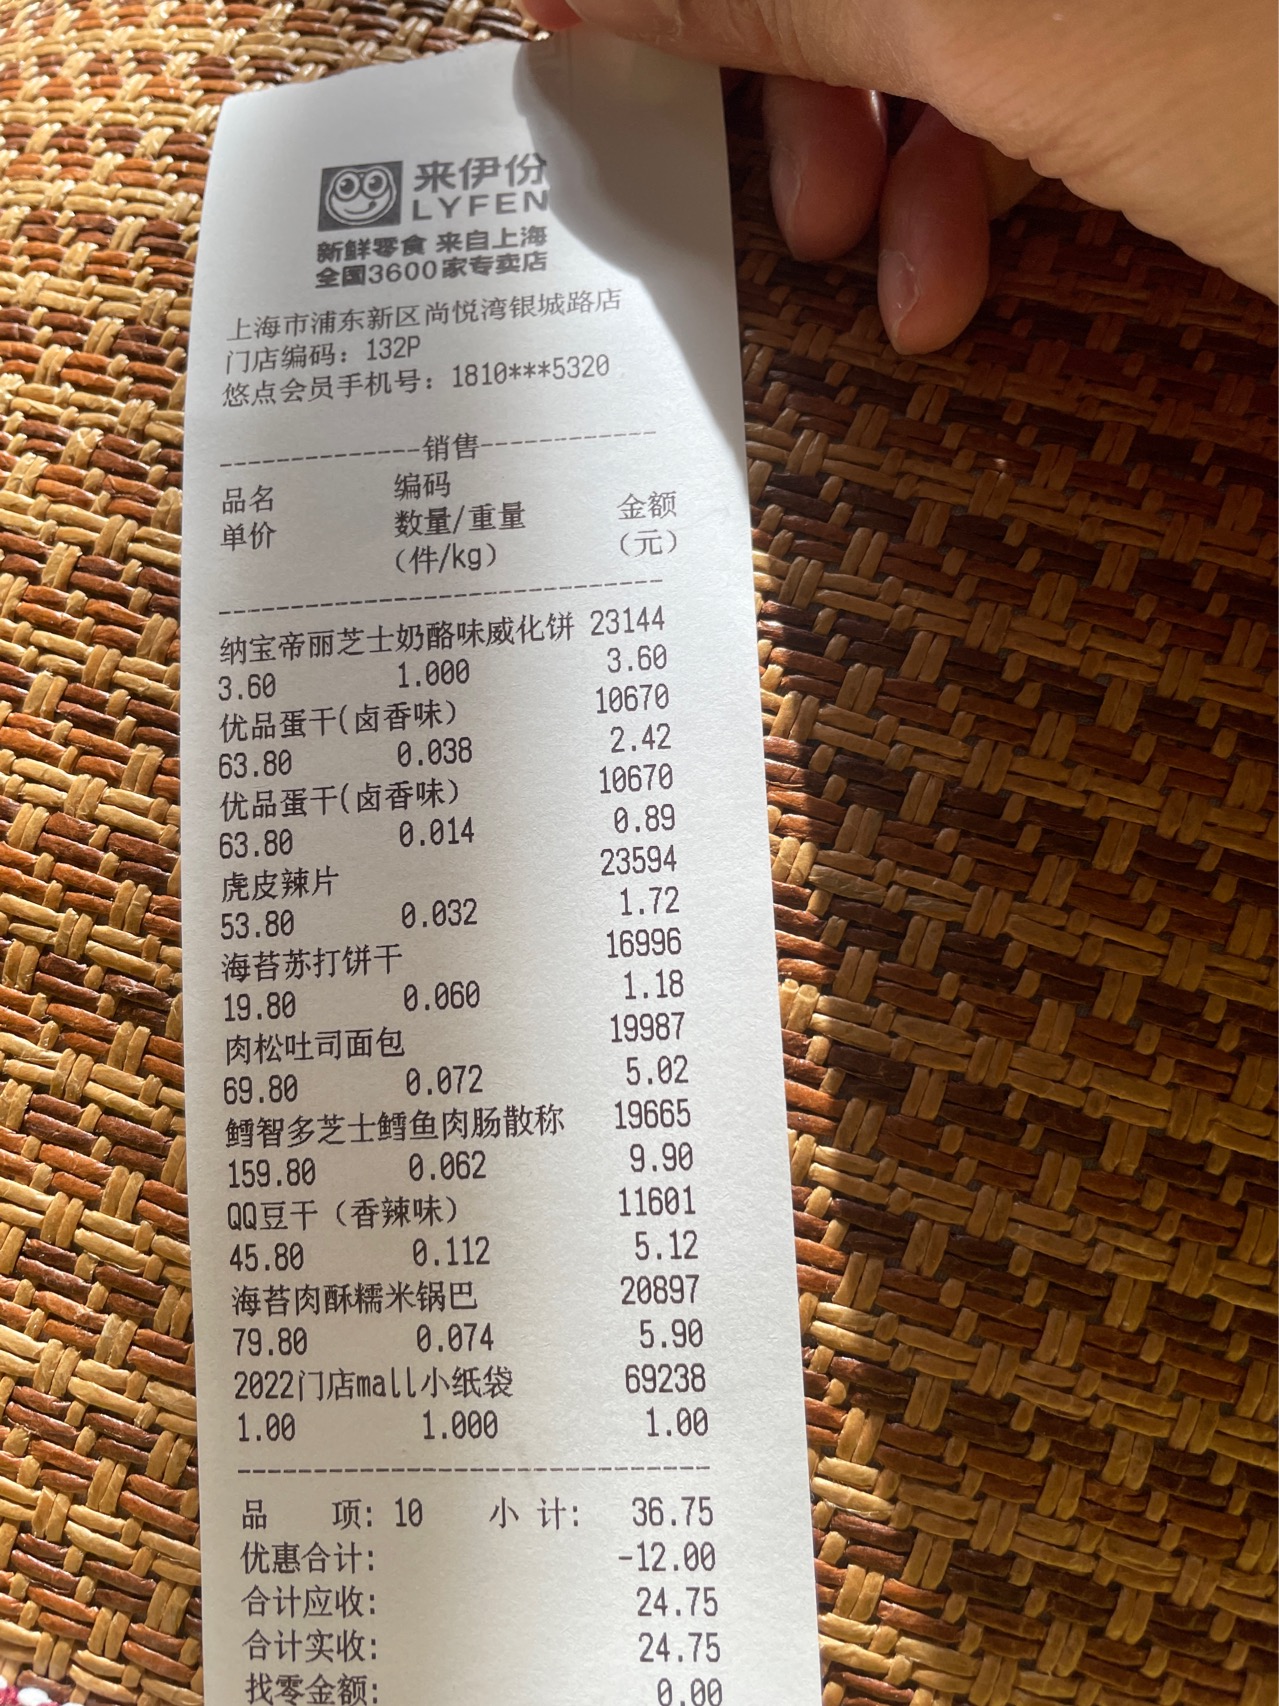 来伊份
LYFEN
新鲜零食 来自上海
全国3600家专卖店
上海市浦东新区尚悦湾银城路店
门店编码：132P
悠点会员手机号：1810***5320
--------------销售-------------
品名 编码
单价 数量/重量 金额
（件/kg） （元）
--------------------------------
纳宝帝丽芝士奶酪味威化饼 23144
3.60 1.000 3.60
优品蛋干(卤香味） 10670
63.80 0.038 2.42
优品蛋干(卤香味） 10670
63.80 0.014 0.89
虎皮辣片 23594
53.80 0.032 1.72
海苔苏打饼干 16996
19.80 0.060 1.18
肉松吐司面包 19987
69.80 0.072 5.02
鳕智多芝士鳕鱼肉肠散称 19665
159.80 0.062 9.90
QQ豆干（香辣味） 11601
45.80 0.112 5.12
海苔肉酥糯米锅巴 20897
79.80 0.074 5.90
2022门店mall小纸袋 69238
1.00 1.000 1.00
--------------------------------
品 项: 10 小 计: 36.75
优惠合计: -12.00
合计应收: 24.75
合计实收: 24.75
找零金额: 0.00